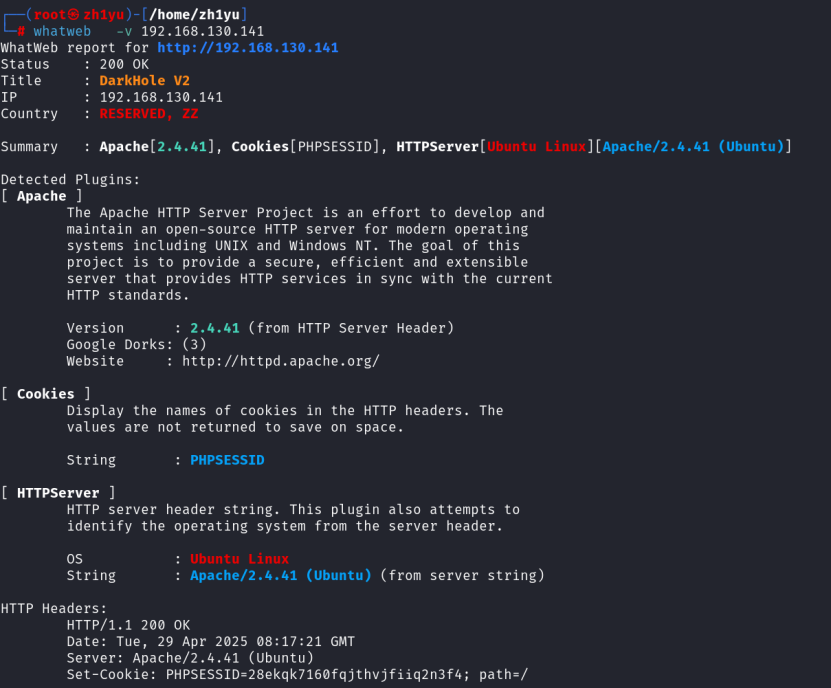 ┌──(root㉿zh1yu)-[/home/zh1yu]
└─# whatweb   -v 192.168.130.141
WhatWeb report for http://192.168.130.141
Status    : 200 OK
Title     : DarkHole V2
IP        : 192.168.130.141
Country   : RESERVED, ZZ

Summary   : Apache[2.4.41], Cookies[PHPSESSID], HTTPServer[Ubuntu Linux][Apache/2.4.41 (Ubuntu)]

Detected Plugins:
[ Apache ]
        The Apache HTTP Server Project is an effort to develop and
        maintain an open-source HTTP server for modern operating
        systems including UNIX and Windows NT. The goal of this
        project is to provide a secure, efficient and extensible
        server that provides HTTP services in sync with the current
        HTTP standards.

        Version      : 2.4.41 (from HTTP Server Header)
        Google Dorks: (3)
        Website     : http://httpd.apache.org/

[ Cookies ]
        Display the names of cookies in the HTTP headers. The
        values are not returned to save on space.

        String       : PHPSESSID

[ HTTPServer ]
        HTTP server header string. This plugin also attempts to
        identify the operating system from the server header.

        OS           : Ubuntu Linux
        String       : Apache/2.4.41 (Ubuntu) (from server string)

HTTP Headers:
        HTTP/1.1 200 OK
        Date: Tue, 29 Apr 2025 08:17:21 GMT
        Server: Apache/2.4.41 (Ubuntu)
        Set-Cookie: PHPSESSID=28ekqk7160fqjthvjfiiq2n3f4; path=/